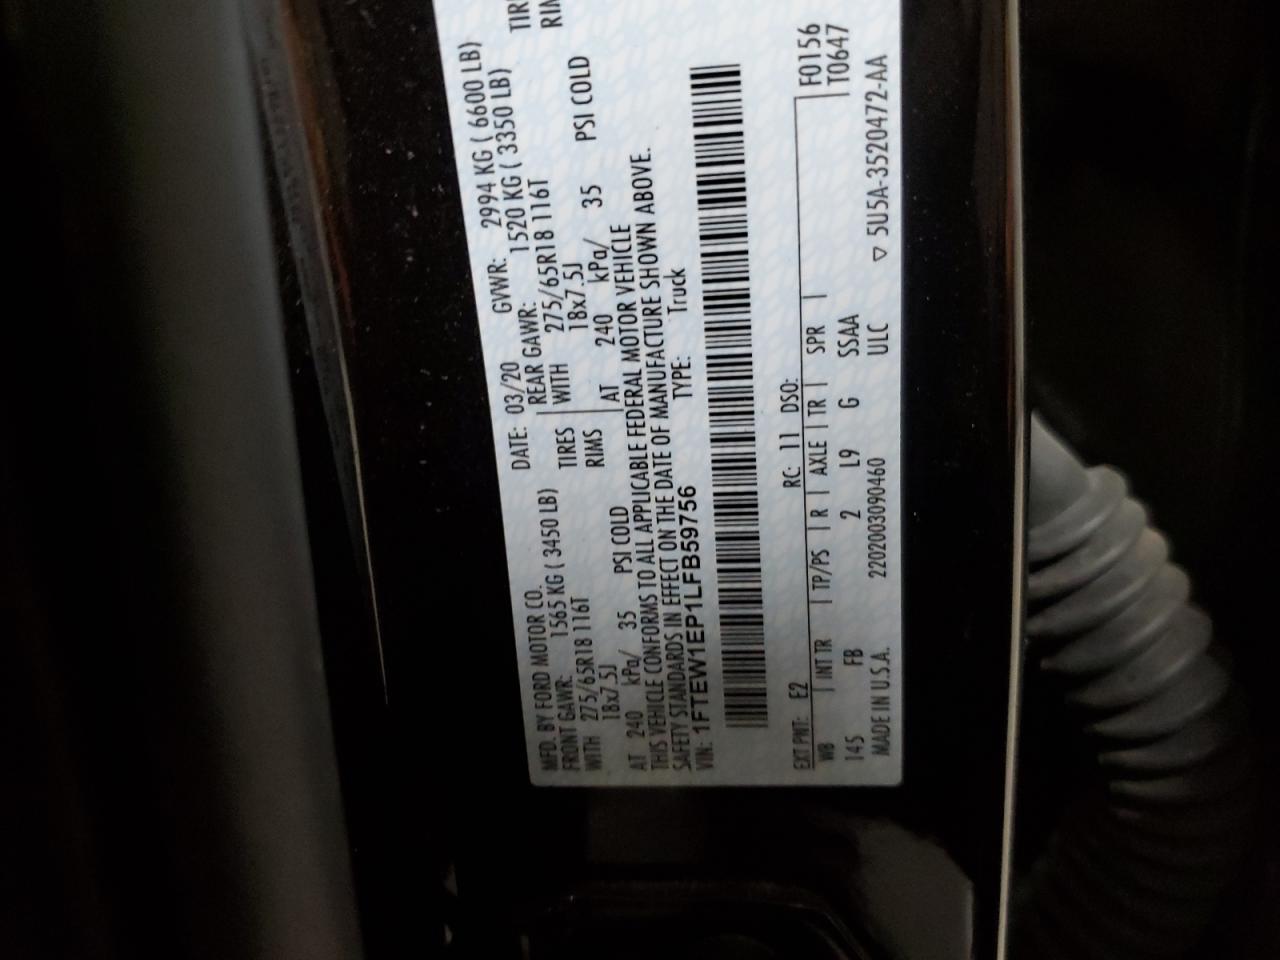 MFD. BY FORD MOTOR CO.
DATE: 03/20 GVWR: 2994 KG ( 6600 LB)
FRONT GAWR: 1565 KG ( 3450 LB) REAR GAWR: 1520 KG ( 3350 LB)
WITH 275/65R18 116T TIRES WITH 275/65R18 116T TIR
18x7.5J RIMS 18x7.5J RIM
AT 240 kPa/ 35 PSI COLD AT 240 kPa/ 35 PSI COLD
THIS VEHICLE CONFORMS TO ALL APPLICABLE FEDERAL MOTOR VEHICLE
SAFETY STANDARDS IN EFFECT ON THE DATE OF MANUFACTURE SHOWN ABOVE.
VIN: 1FTEW1EP1LFB59756 TYPE: Truck
EXT PNT: E2 RC: 11 DSO: F0156
WB INT TR TP/PS R AXLE TR SPR T0647
145 FB 2 L9 G SSAA
MADE IN U.S.A. 2202003090460 ULC ▽ 5U5A-3520472-AA